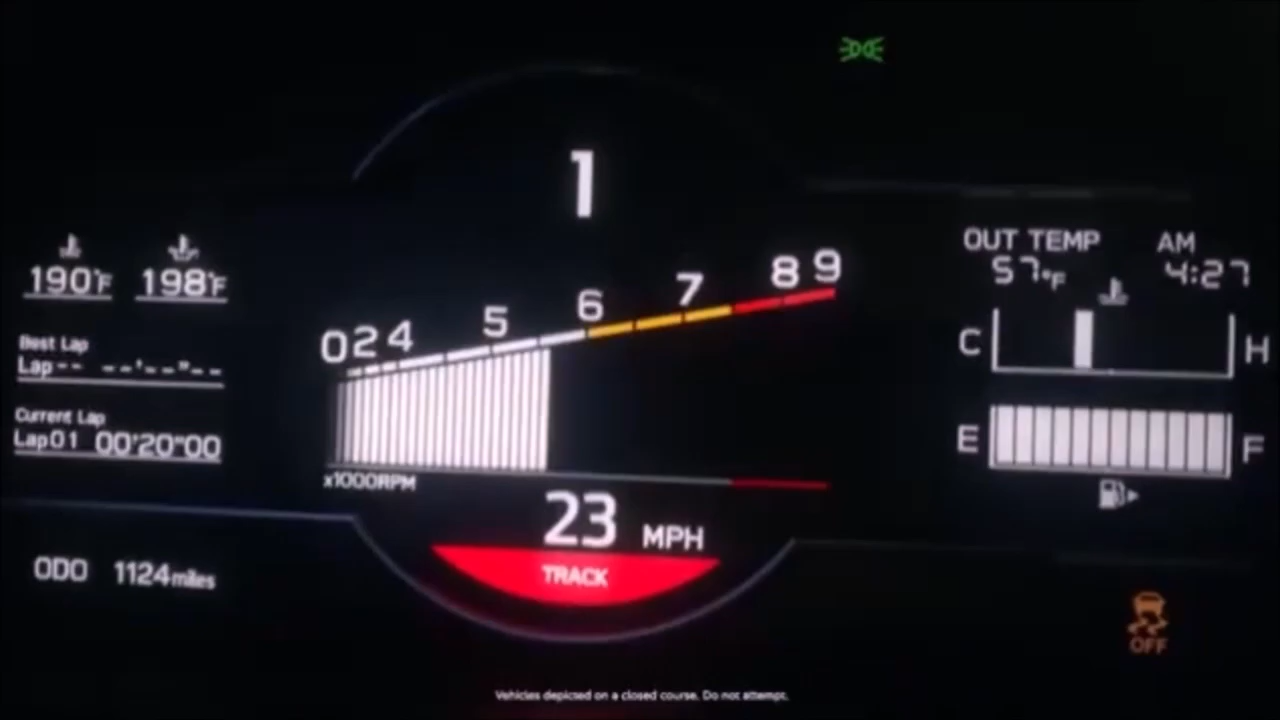 1
190°F 198°F
OUT TEMP AM
57°F 4:27
0 2 4 5 6 7 8 9
C H
Best Lap
Lap-- --'--"--
Current Lap
Lap01 00'20"00
E F
x1000RPM
23 MPH
TRACK
ODO 1124miles
OFF
Vehicles depicted on a closed course. Do not attempt.